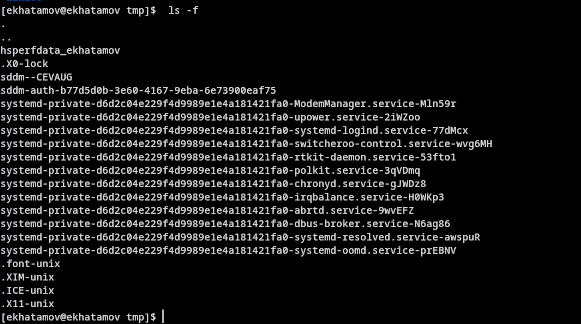 [ekhatamov@ekhatamov tmp]$  ls -f
.
..
hsperfdata_ekhatamov
.X0-lock
sddm--CEVAUG
sddm-auth-b77d5d0b-3e60-4167-9eba-6e73900eaf75
systemd-private-d6d2c04e229f4d9989e1e4a181421fa0-ModemManager.service-Mln59r
systemd-private-d6d2c04e229f4d9989e1e4a181421fa0-upower.service-2iWZoo
systemd-private-d6d2c04e229f4d9989e1e4a181421fa0-systemd-logind.service-77dMcx
systemd-private-d6d2c04e229f4d9989e1e4a181421fa0-switcheroo-control.service-wvg6MH
systemd-private-d6d2c04e229f4d9989e1e4a181421fa0-rtkit-daemon.service-53fto1
systemd-private-d6d2c04e229f4d9989e1e4a181421fa0-polkit.service-3qVDmq
systemd-private-d6d2c04e229f4d9989e1e4a181421fa0-chronyd.service-gJWDz8
systemd-private-d6d2c04e229f4d9989e1e4a181421fa0-irqbalance.service-H0WKp3
systemd-private-d6d2c04e229f4d9989e1e4a181421fa0-abrtd.service-9wvEFZ
systemd-private-d6d2c04e229f4d9989e1e4a181421fa0-dbus-broker.service-N6ag86
systemd-private-d6d2c04e229f4d9989e1e4a181421fa0-systemd-resolved.service-awspuR
systemd-private-d6d2c04e229f4d9989e1e4a181421fa0-systemd-oomd.service-prEBNV
.font-unix
.XIM-unix
.ICE-unix
.X11-unix
[ekhatamov@ekhatamov tmp]$